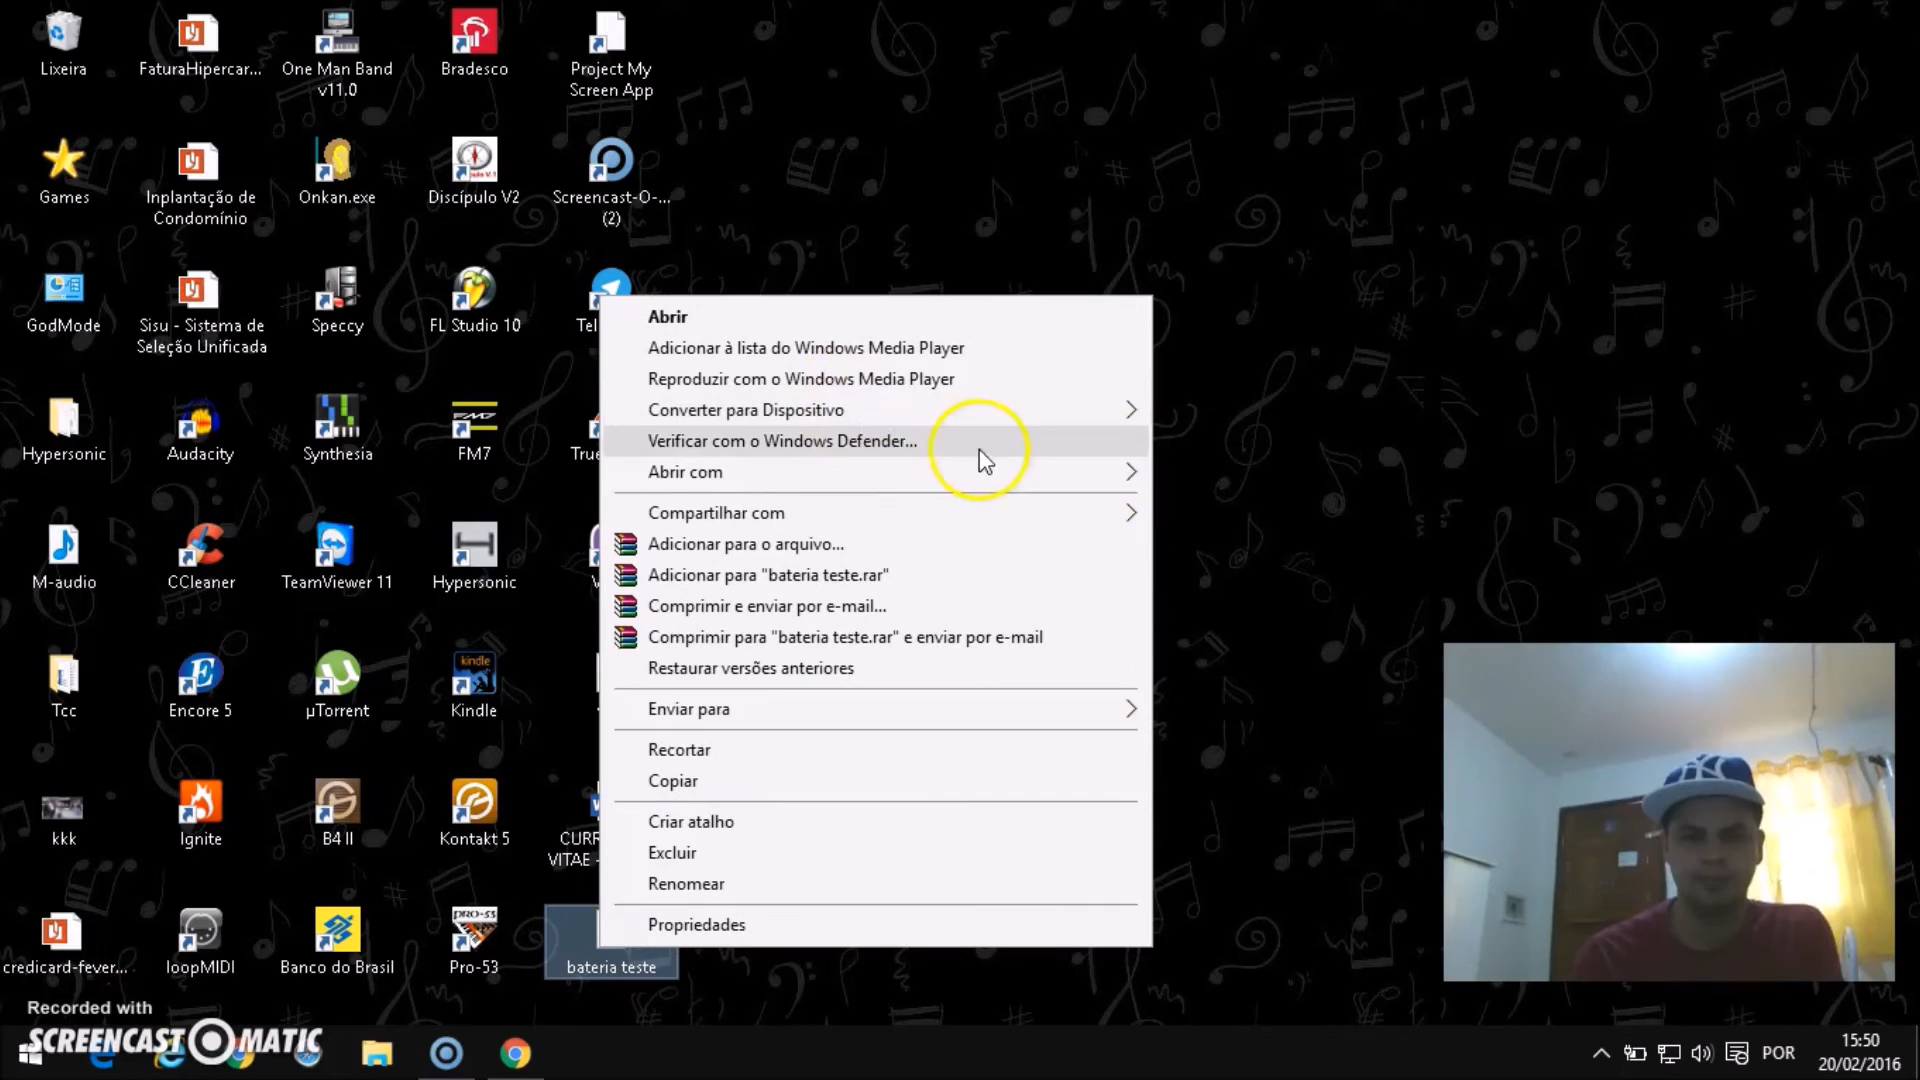 Lixeira
FaturaHipercar...
One Man Band
v11.0
Bradesco
Project My
Screen App
Games
Inplantação de
Condomínio
Onkan.exe
Discípulo V2
Screencast-O-...
(2)
GodMode
Sisu - Sistema de
Seleção Unificada
Speccy
FL Studio 10
Tel
Abrir
Adicionar à lista do Windows Media Player
Reproduzir com o Windows Media Player
Converter para Dispositivo
Verificar com o Windows Defender...
Abrir com
Compartilhar com
Adicionar para o arquivo...
Adicionar para "bateria teste.rar"
Comprimir e enviar por e-mail...
Comprimir para "bateria teste.rar" e enviar por e-mail
Restaurar versões anteriores
Enviar para
Recortar
Copiar
Criar atalho
Excluir
Renomear
Propriedades
Hypersonic
Audacity
Synthesia
FM7
FM7
True
M-audio
CCleaner
TeamViewer 11
Hypersonic
Tcc
Encore 5
µTorrent
kindle
Kindle
kkk
Ignite
B4 II
Kontakt 5
CURR
VITAE -
credicard-fever...
loopMIDI
Banco do Brasil
PRO-53
Pro-53
bateria teste
Recorded with
SCREENCAST MATIC
POR
15:50
20/02/2016